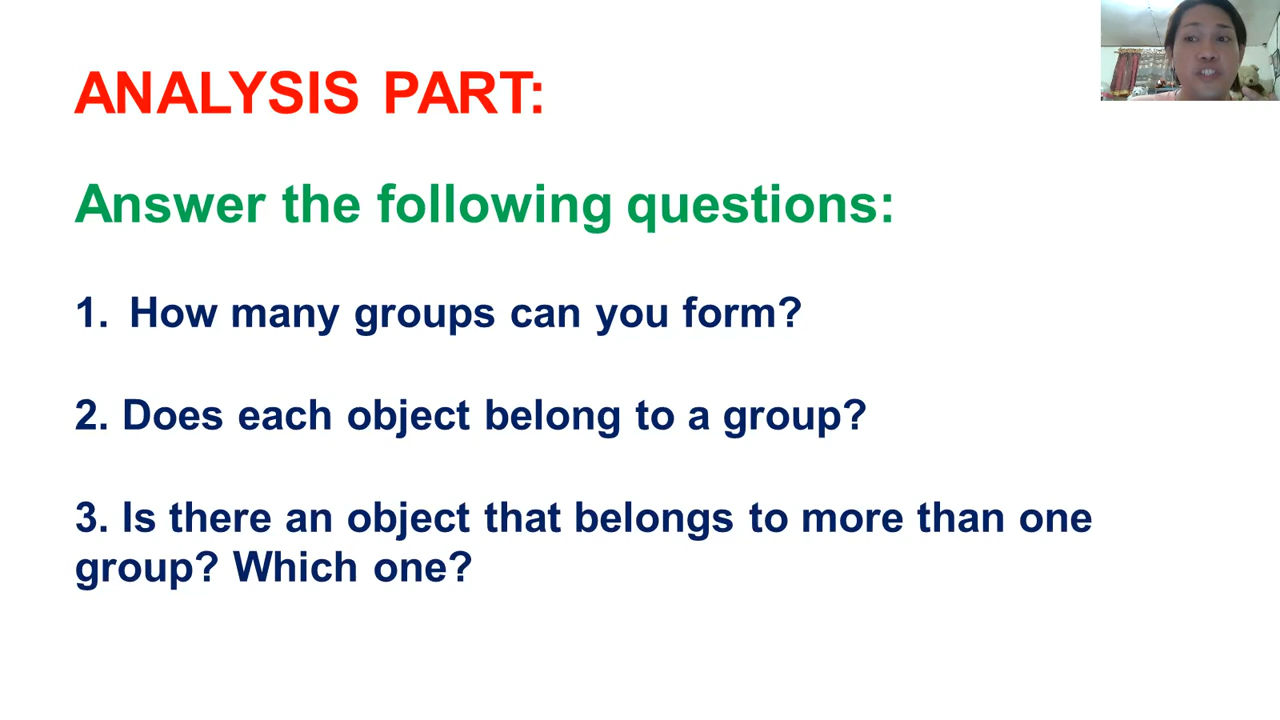 ANALYSIS PART:
Answer the following questions:
1. How many groups can you form?
2. Does each object belong to a group?
3. Is there an object that belongs to more than one
group? Which one?